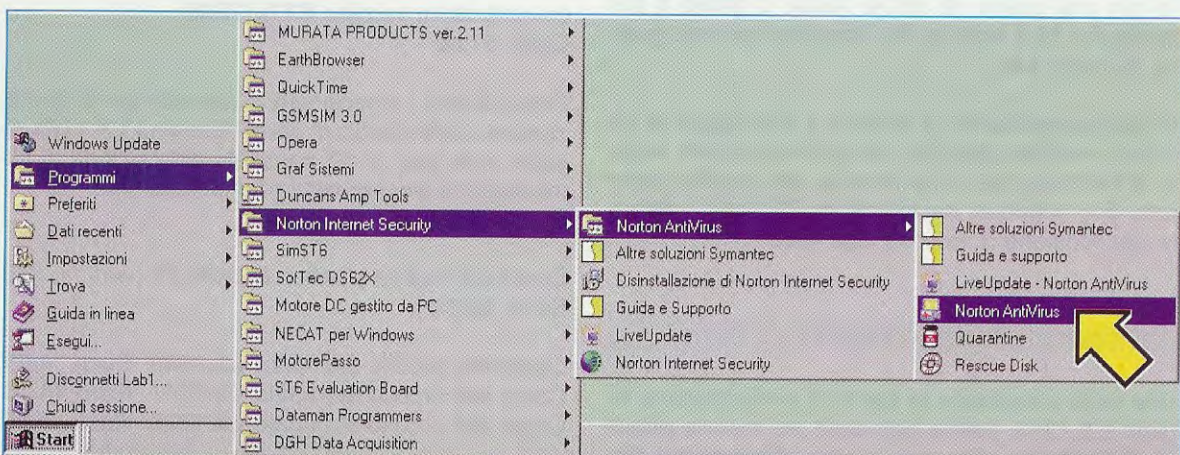 Windows Update
Programmi
Preferiti
Dati recenti
Impostazioni
Trova
Guida in linea
Esegui...
Disconnetti Lab1...
Chiudi sessione...
Start
MURATA PRODUCTS ver.2.11
EarthBrowser
QuickTime
GSMSIM 3.0
Opera
Graf Sistemi
Duncans Amp Tools
Norton Internet Security
SimST6
SofTec DS62X
Motore DC gestito da PC
NECAT per Windows
MotorePasso
ST6 Evaluation Board
Dataman Programmers
DGH Data Acquisition
Norton AntiVirus
Altre soluzioni Symantec
Disinstallazione di Norton Internet Security
Guida e Supporto
LiveUpdate
Norton Internet Security
Altre soluzioni Symantec
Guida e supporto
LiveUpdate - Norton AntiVirus
Norton AntiVirus
Quarantine
Rescue Disk